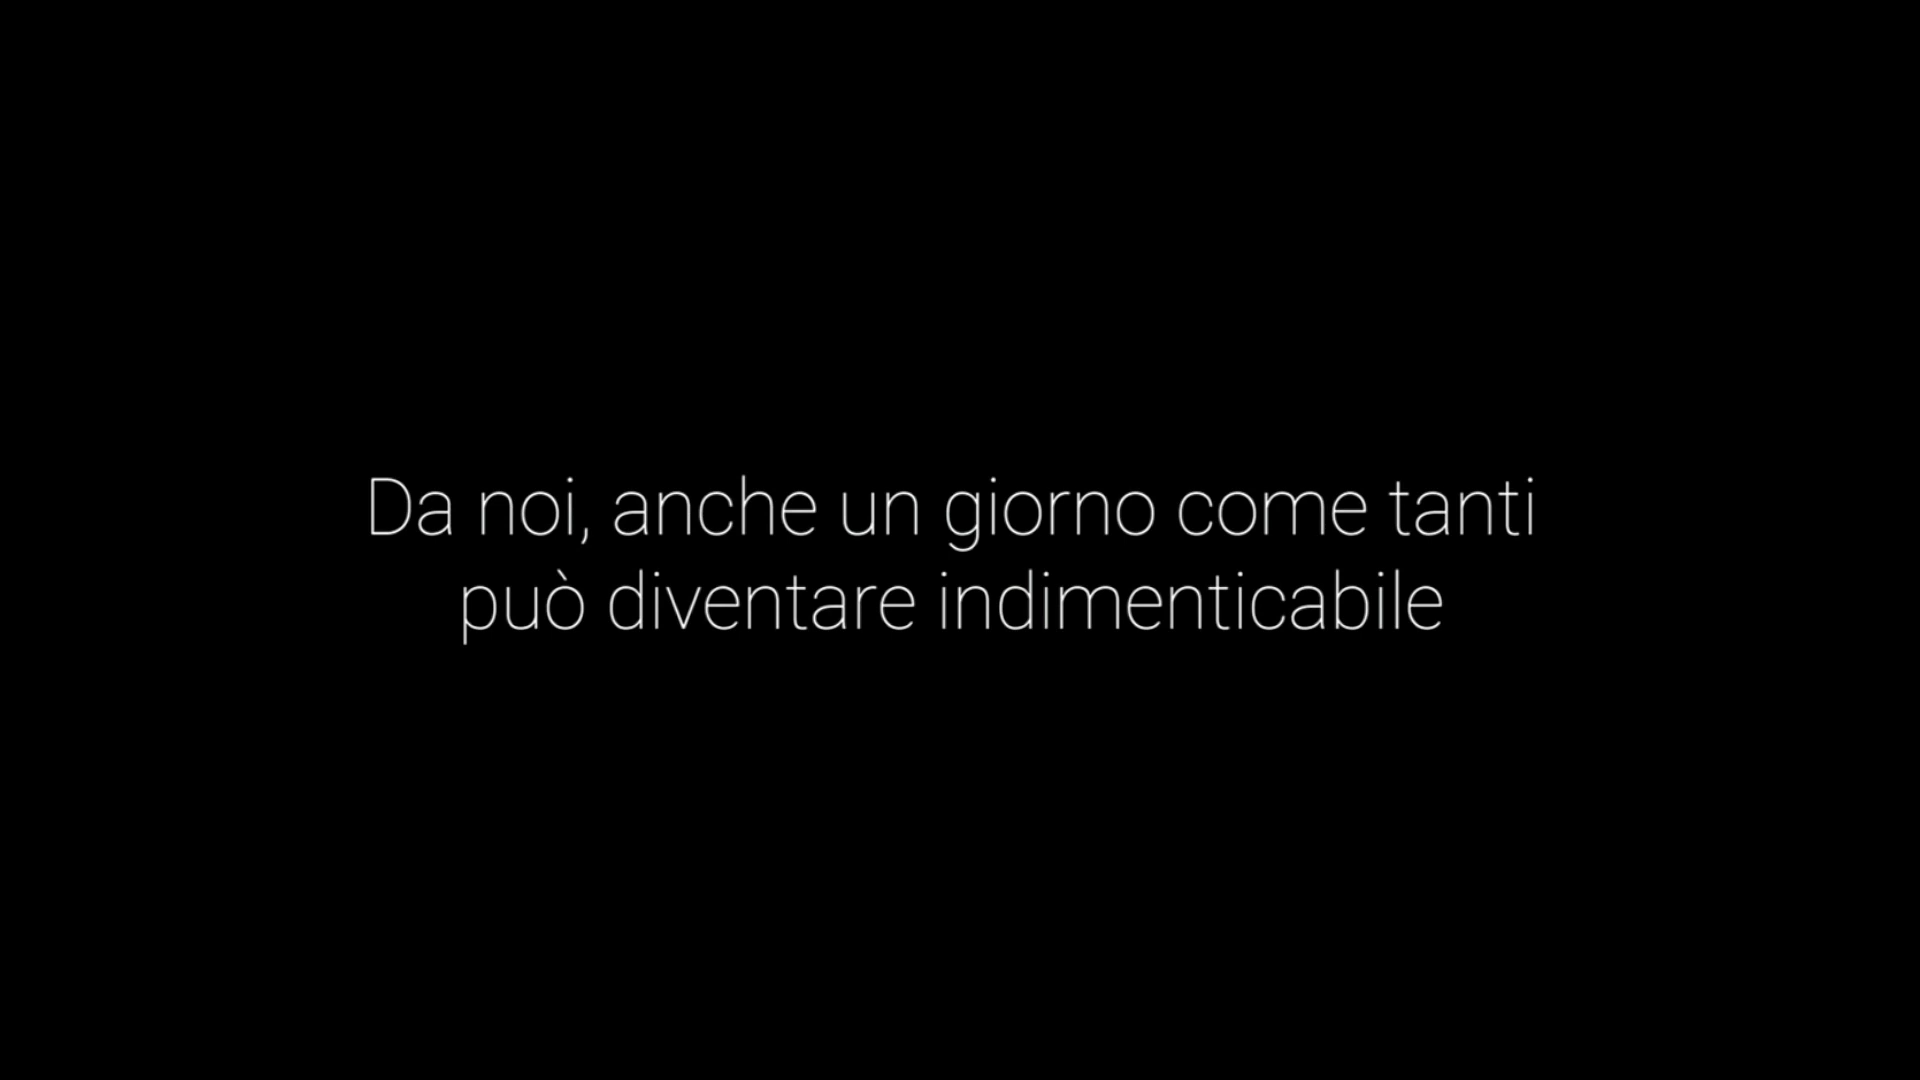 Da noi, anche un giorno come tanti
può diventare indimenticabile